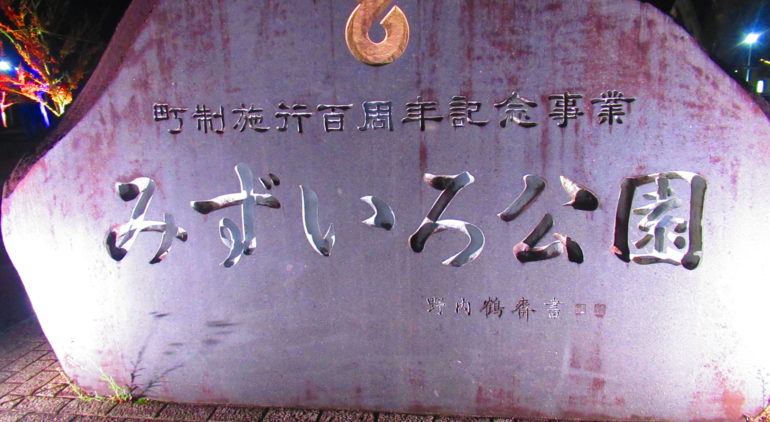 町制施行百周年記念事業
みずいろ公園
野内鶴齋書